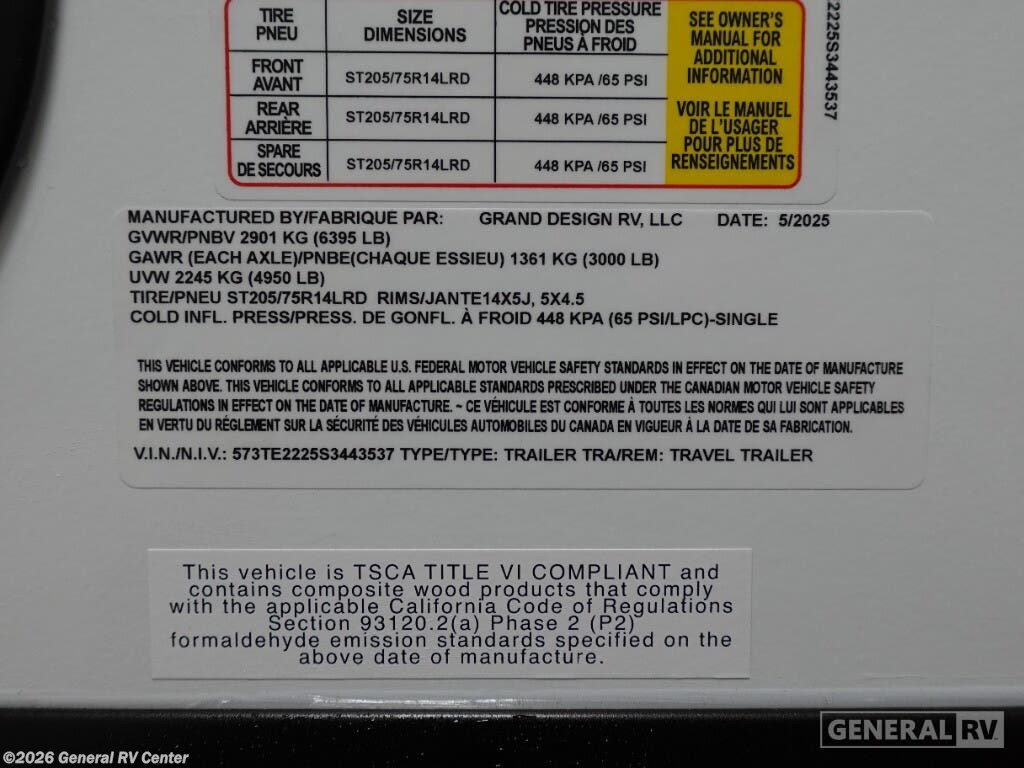 TIRE PNEU SIZE DIMENSIONS COLD TIRE PRESSURE PRESSION DES PNEUS À FROID
FRONT AVANT ST205/75R14LRD 448 KPA /65 PSI
REAR ARRIÈRE ST205/75R14LRD 448 KPA /65 PSI
SPARE DE SECOURS ST205/75R14LRD 448 KPA /65 PSI
SEE OWNER'S
MANUAL FOR
ADDITIONAL
INFORMATION
VOIR LE MANUEL
DE L'USAGER
POUR PLUS DE
RENSEIGNEMENTS
2225S3443537
MANUFACTURED BY/FABRIQUE PAR: GRAND DESIGN RV, LLC DATE: 5/2025
GVWR/PNBV 2901 KG (6395 LB)
GAWR (EACH AXLE)/PNBE(CHAQUE ESSIEU) 1361 KG (3000 LB)
UVW 2245 KG (4950 LB)
TIRE/PNEU ST205/75R14LRD RIMS/JANTE14X5J, 5X4.5
COLD INFL. PRESS/PRESS. DE GONFL. À FROID 448 KPA (65 PSI/LPC)-SINGLE
THIS VEHICLE CONFORMS TO ALL APPLICABLE U.S. FEDERAL MOTOR VEHICLE SAFETY STANDARDS IN EFFECT ON THE DATE OF MANUFACTURE
SHOWN ABOVE. THIS VEHICLE CONFORMS TO ALL APPLICABLE STANDARDS PRESCRIBED UNDER THE CANADIAN MOTOR VEHICLE SAFETY
REGULATIONS IN EFFECT ON THE DATE OF MANUFACTURE. ~ CE VÉHICULE EST CONFORME À TOUTES LES NORMES QUI LUI SONT APPLICABLES
EN VERTU DU RÉGLEMENT SUR LA SÉCURITÉ DES VÉHICULES AUTOMOBILES DU CANADA EN VIGUEUR À LA DATE DE SA FABRICATION.
V.I.N./N.I.V.: 573TE2225S3443537 TYPE/TYPE: TRAILER TRA/REM: TRAVEL TRAILER
This vehicle is TSCA TITLE VI COMPLIANT and
contains composite wood products that comply
with the applicable California Code of Regulations
Section 93120.2(a) Phase 2 (P2)
formaldehyde emission standards specified on the
above date of manufacture.
GENERAL RV
©2026 General RV Center